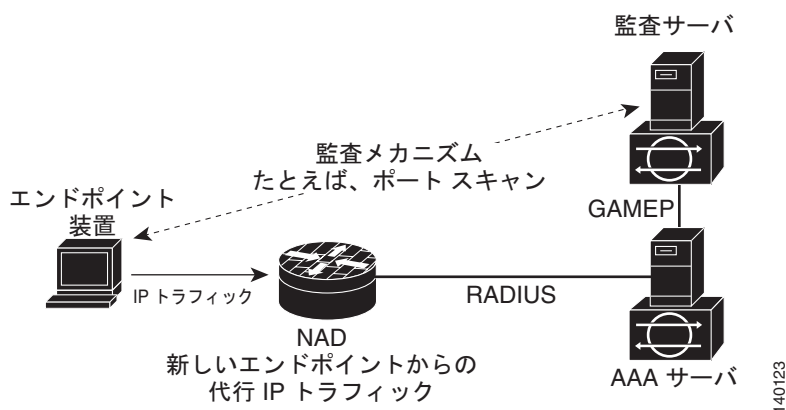 監査サーバ
監査メカニズム
たとえば、ポート スキャン
エンドポイント
装置
GAMEP
IP トラフィック
RADIUS
NAD
新しいエンドポイントからの
代行 IP トラフィック
AAA サーバ
140123